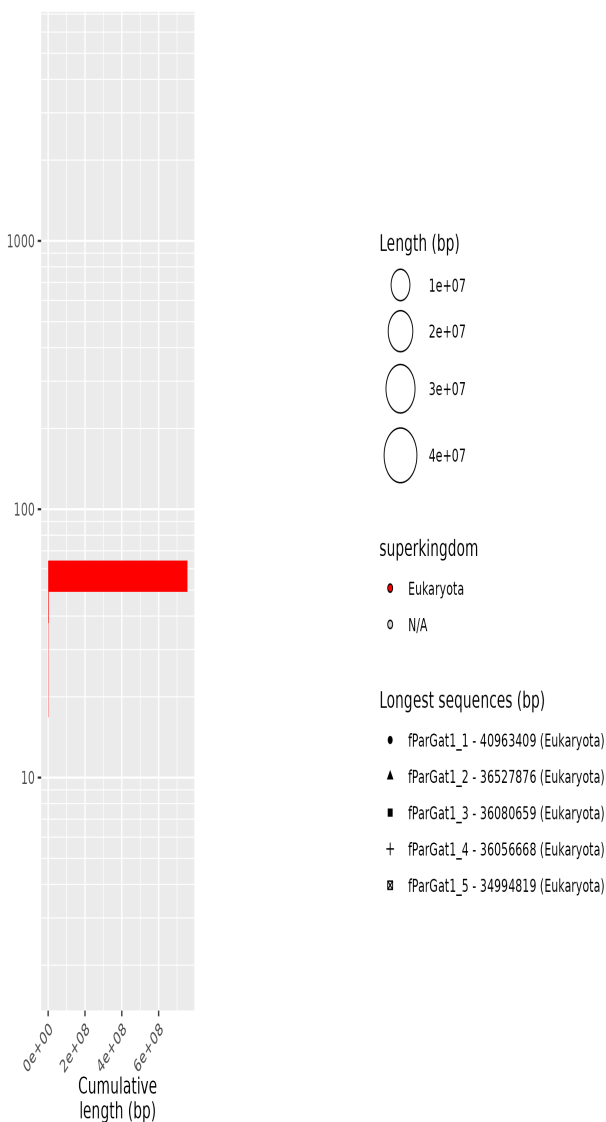 1000
100
10
0e+00
2e+08
4e+08
6e+08
Cumulative
length (bp)
Length (bp)
1e+07
2e+07
3e+07
4e+07
superkingdom
Eukaryota
N/A
Longest sequences (bp)
fParGat1_1 - 40963409 (Eukaryota)
fParGat1_2 - 36527876 (Eukaryota)
fParGat1_3 - 36080659 (Eukaryota)
fParGat1_4 - 36056668 (Eukaryota)
fParGat1_5 - 34994819 (Eukaryota)